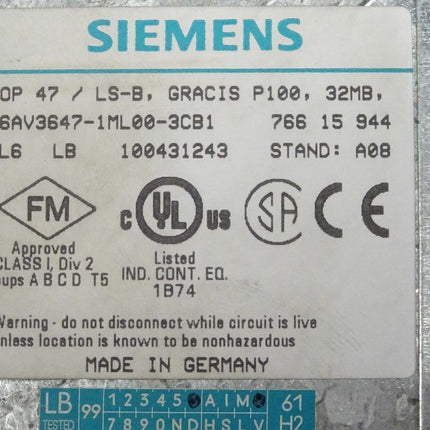 SIEMENS
OP 47 / LS-B, GRACIS P100, 32MB,
6AV3647-1ML00-3CB1 766 15 944
L6 LB 100431243 STAND: A08
FM
Approved
CLASS I, Div 2
oups A B C D T5
C UL US
Listed
IND. CONT. EQ.
1B74
SA
CE
Warning - do not disconnect while circuit is live
nless location is known to be nonhazardous
MADE IN GERMANY
LB 99 1 2 3 4 5 A M 61
TESTED 7 8 9 0 N D H S L V H2